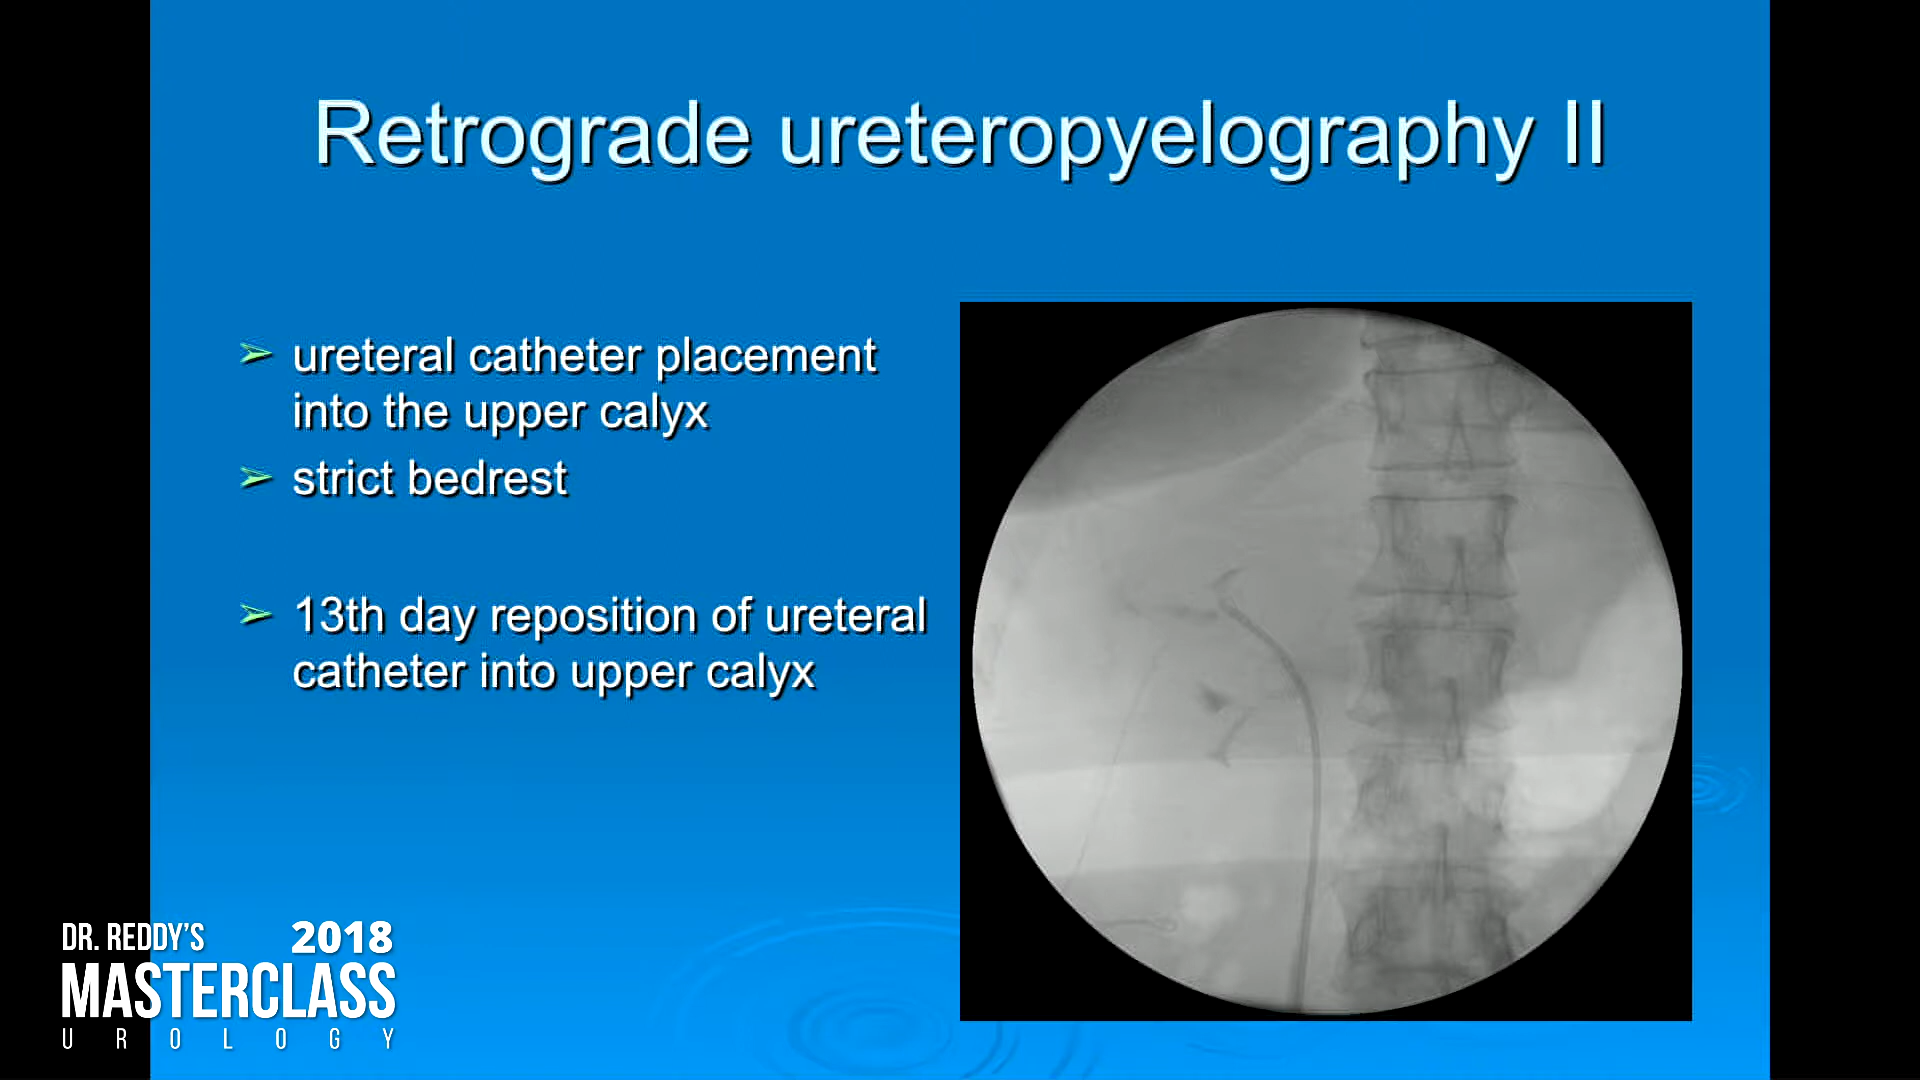 Retrograde ureteropyelography II
➢ ureteral catheter placement
into the upper calyx
➢ strict bedrest
➢ 13th day reposition of ureteral
catheter into upper calyx
DR. REDDY'S 2018
MASTERCLASS
UROLOGY